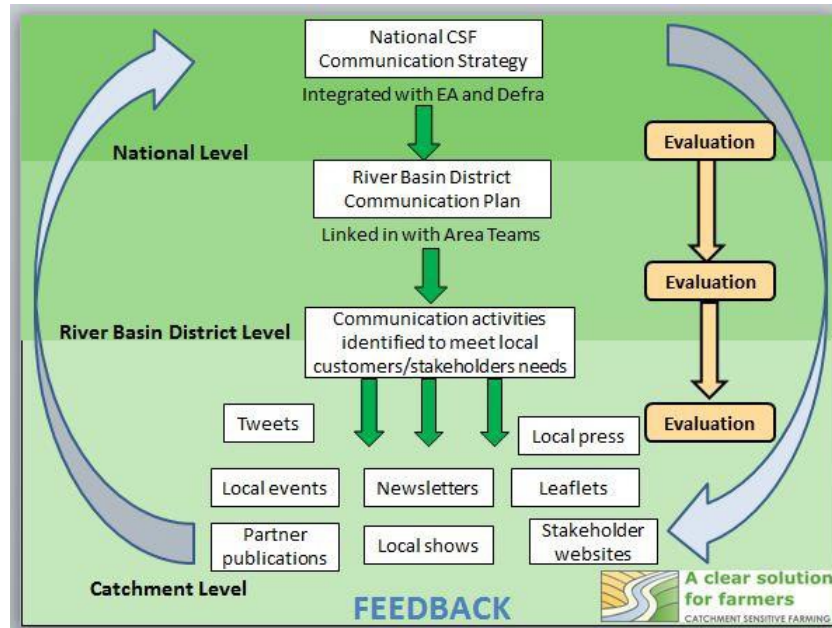 National CSF
Communication Strategy
Integrated with EA and Defra
National Level
Evaluation
River Basin District
Communication Plan
Linked in with Area Teams
Evaluation
River Basin District Level
Communication activities
identified to meet local
customers/stakeholders needs
Evaluation
Tweets
Local press
Local events
Newsletters
Leaflets
Partner
publications
Local shows
Stakeholder
websites
Catchment Level
FEEDBACK
A clear solution
for farmers
CATCHMENT SENSITIVE FARMING